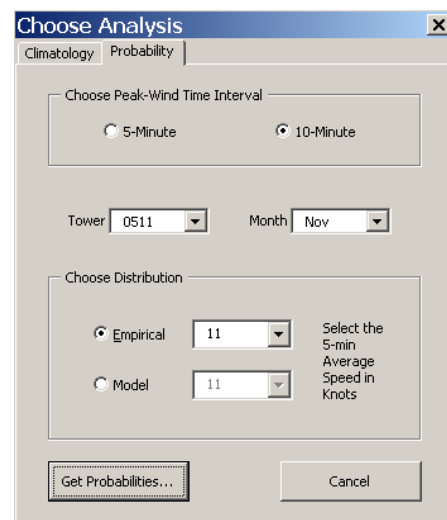 Choose Analysis
Climatology Probability
Choose Peak-Wind Time Interval
5-Minute 10-Minute
Tower 0511 Month Nov
Choose Distribution
Empirical 11
Model 11
Select the
5-min
Average
Speed in
Knots
Get Probabilities... Cancel